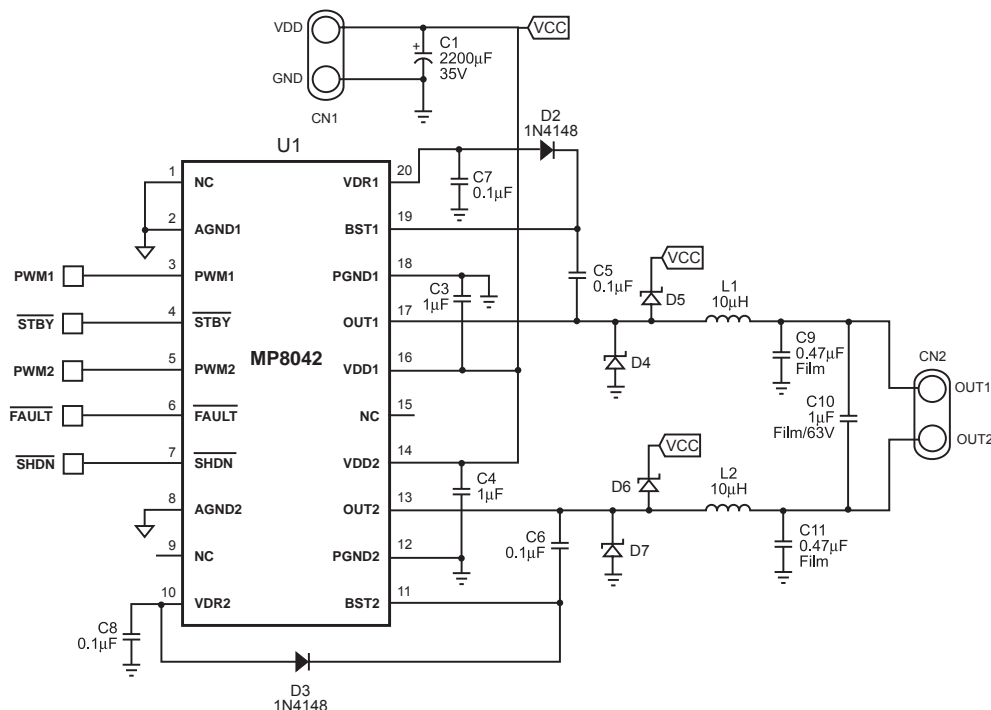 VDD
VCC
C1
+
2200μF
35V
GND
CN1
D2
1N4148
U1
1
NC
VDR1
20
C7
0.1μF
2
AGND1
BST1
19
3
PWM1
PWM1
PGND1
18
C3
1μF
C5
0.1μF
VCC
D5
L1
10μH
4
STBY
STBY
OUT1
17
D4
C9
0.47μF
Film
MP8042
5
PWM2
PWM2
VDD1
16
CN2
OUT1
C10
1μF
Film/63V
OUT2
6
FAULT
FAULT
NC
15
7
SHDN
SHDN
VDD2
14
C4
1μF
VCC
D6
L2
10μH
8
AGND2
OUT2
13
C6
0.1μF
D7
C11
0.47μF
Film
9
NC
PGND2
12
10
VDR2
BST2
11
C8
0.1μF
D3
1N4148